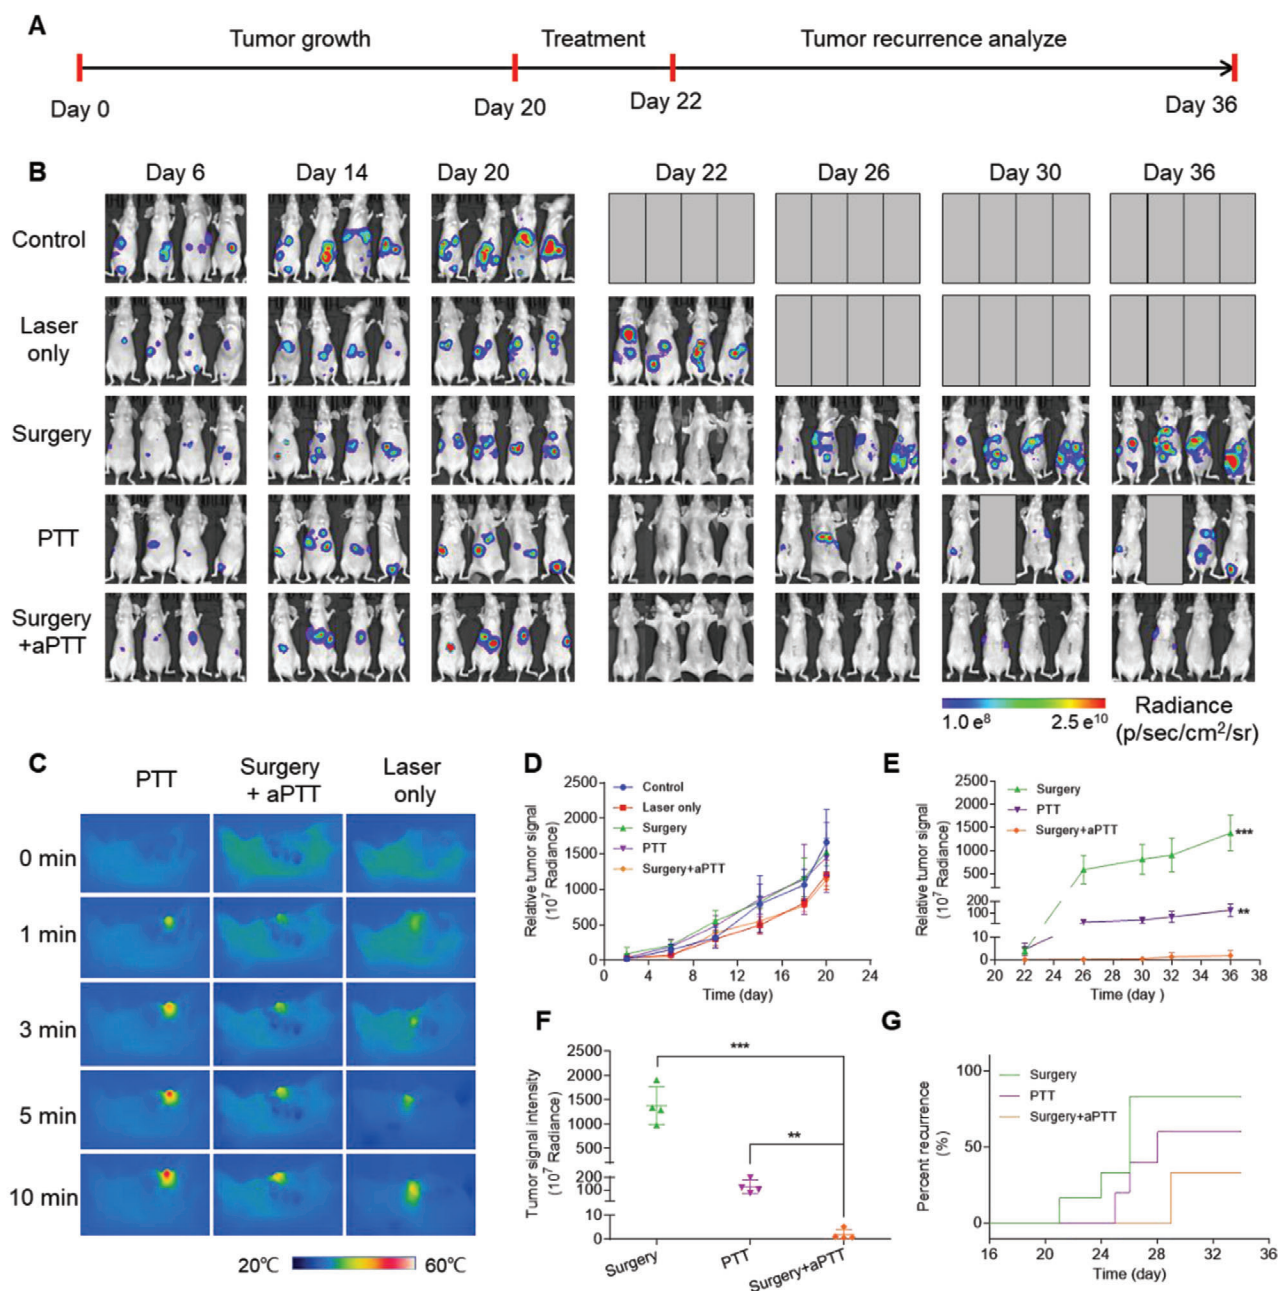 A
Tumor growth
Treatment
Tumor recurrence analyze
Day 0
Day 20
Day 22
Day 36
B
Day 6
Day 14
Day 20
Day 22
Day 26
Day 30
Day 36
Control
Laser
only
Surgery
PTT
Surgery
+aPTT
1.0 e⁸
2.5 e¹⁰
Radiance
(p/sec/cm²/sr)
C
PTT
Surgery
+ aPTT
Laser
only
0 min
1 min
3 min
5 min
10 min
20℃
60℃
D
Relative tumor signal
(10⁷ Radiance)
2500
2000
1500
1000
500
0
Control
Laser only
Surgery
PTT
Surgery+aPTT
0 4 8 12 16 20 24
Time (day)
E
Relative tumor signal
(10⁷ Radiance)
2500
2000
1500
1000
500
200
100
10
0
Surgery
PTT
Surgery+aPTT
***
**
20 22 24 26 28 30 32 34 36 38
Time (day )
F
Tumor signal intensity
(10⁷ Radiance)
2500
2000
1500
1000
500
200
100
10
0
***
**
Surgery
PTT
Surgery+aPTT
G
Percent recurrence
(%)
100
50
0
Surgery
PTT
Surgery+aPTT
16 20 24 28 32 36
Time (day)